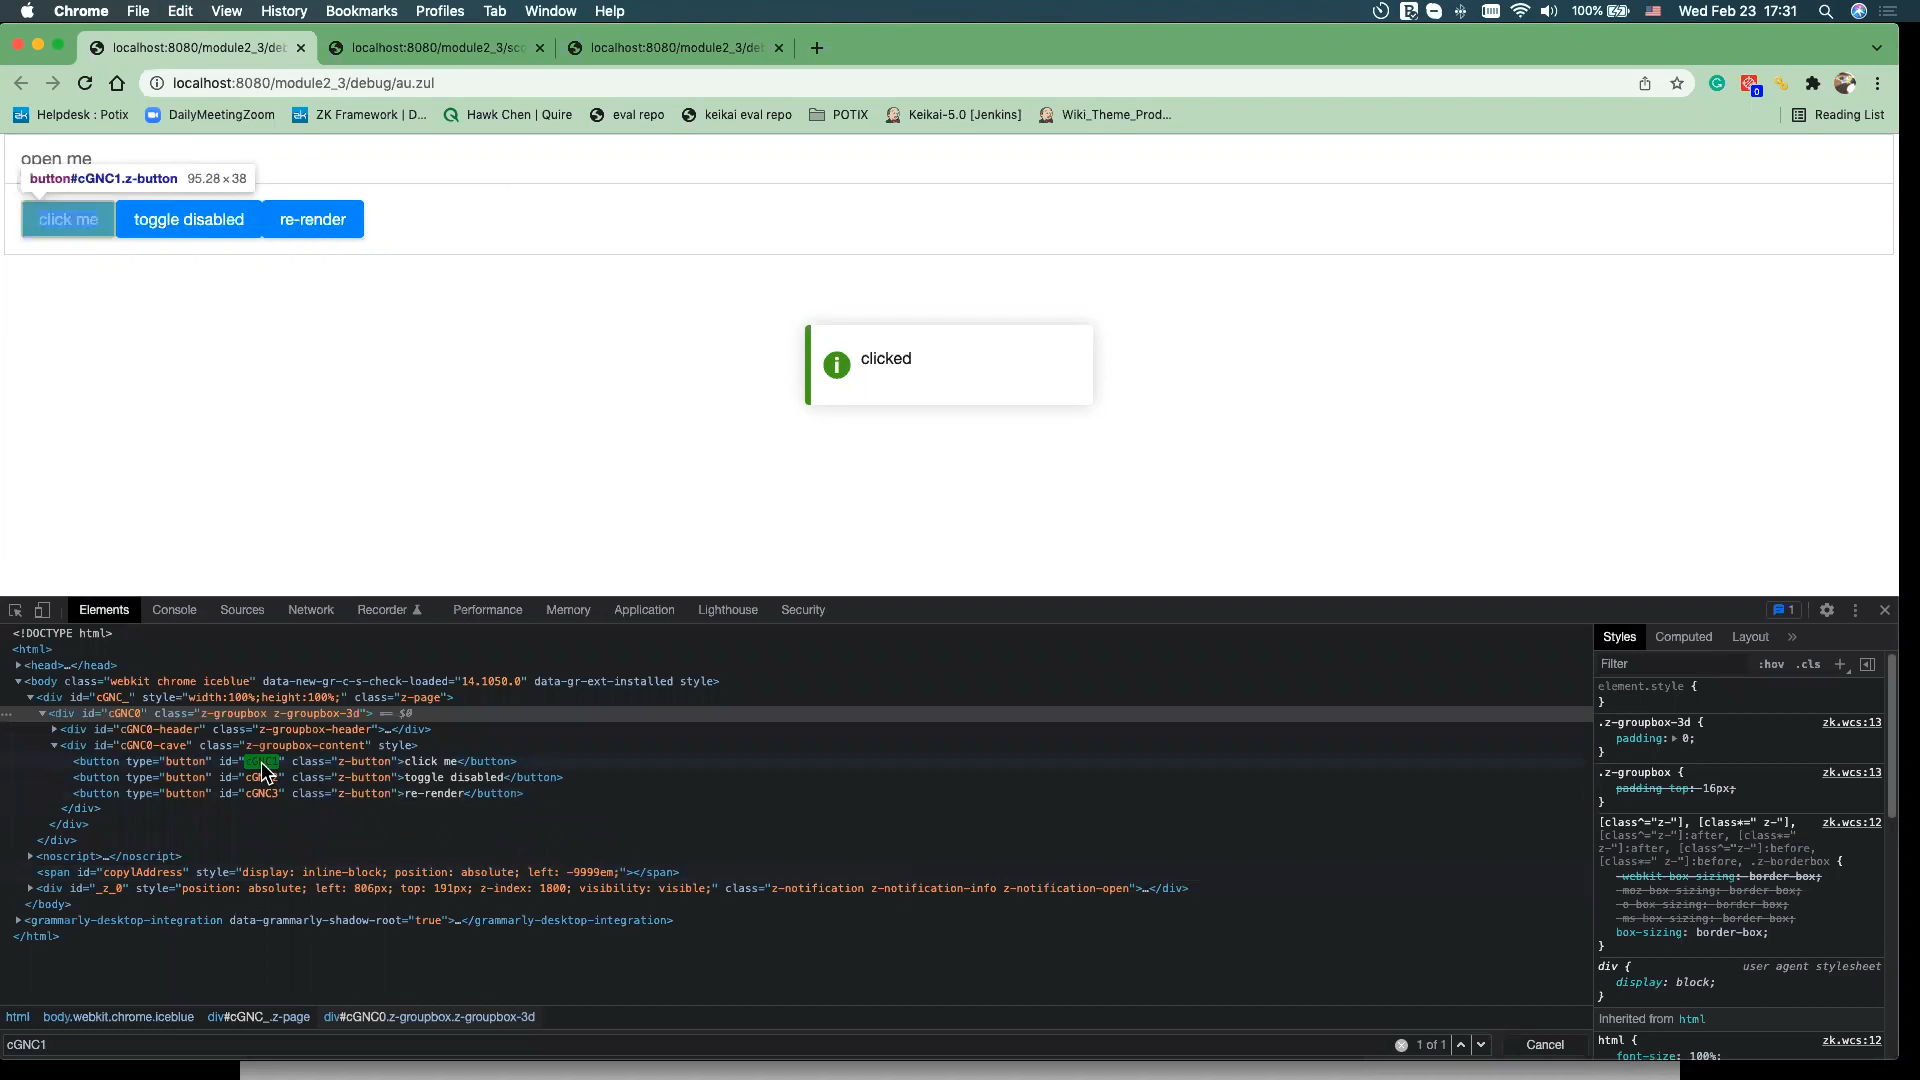 Chrome File Edit View History Bookmarks Profiles Tab Window Help 100% Wed Feb 23 17:31
localhost:8080/module2_3/deb localhost:8080/module2_3/sco localhost:8080/module2_3/deb
localhost:8080/module2_3/debug/au.zul 0
Helpdesk : Potix DailyMeetingZoom ZK Framework | D... Hawk Chen | Quire eval repo keikai eval repo POTIX Keikai-5.0 [Jenkins] Wiki_Theme_Prod... Reading List
open me
button#cGNC1.z-button 95.28 × 38
click me toggle disabled re-render
clicked
Elements Console Sources Network Recorder Performance Memory Application Lighthouse Security 1
<!DOCTYPE html>
<html>
<head>…</head>
<body class="webkit chrome iceblue" data-new-gr-c-s-check-loaded="14.1050.0" data-gr-ext-installed style>
<div id="cGNC_" style="width:100%;height:100%;" class="z-page">
<div id="cGNC0" class="z-groupbox z-groupbox-3d"> == $0
<div id="cGNC0-header" class="z-groupbox-header">…</div>
<div id="cGNC0-cave" class="z-groupbox-content" style>
<button type="button" id="cGNC1" class="z-button">click me</button>
<button type="button" id="cG" class="z-button">toggle disabled</button>
<button type="button" id="cGNC3" class="z-button">re-render</button>
</div>
</div>
</div>
<noscript>…</noscript>
<span id="copylAddress" style="display: inline-block; position: absolute; left: -9999em;"></span>
<div id="_z_0" style="position: absolute; left: 806px; top: 191px; z-index: 1800; visibility: visible;" class="z-notification z-notification-info z-notification-open">…</div>
</body>
<grammarly-desktop-integration data-grammarly-shadow-root="true">…</grammarly-desktop-integration>
</html>
html body.webkit.chrome.iceblue div#cGNC_.z-page div#cGNC0.z-groupbox.z-groupbox-3d
cGNC1 1 of 1 Cancel
Styles Computed Layout »
Filter :hov .cls +
element.style {
}
.z-groupbox-3d { zk.wcs:13
padding: 0;
}
.z-groupbox { zk.wcs:13
padding-top: 16px;
}
[class^="z-"], [class*=" z-"], zk.wcs:12
[class^="z-"]:after, [class*="
z-"]:after, [class^="z-"]:before,
[class*=" z-"]:before, .z-borderbox {
-webkit-box-sizing: border-box;
-moz-box-sizing: border-box;
-o-box-sizing: border-box;
-ms-box-sizing: border-box;
box-sizing: border-box;
}
div { user agent stylesheet
display: block;
}
Inherited from html
html { zk.wcs:12
font-size: 100%;